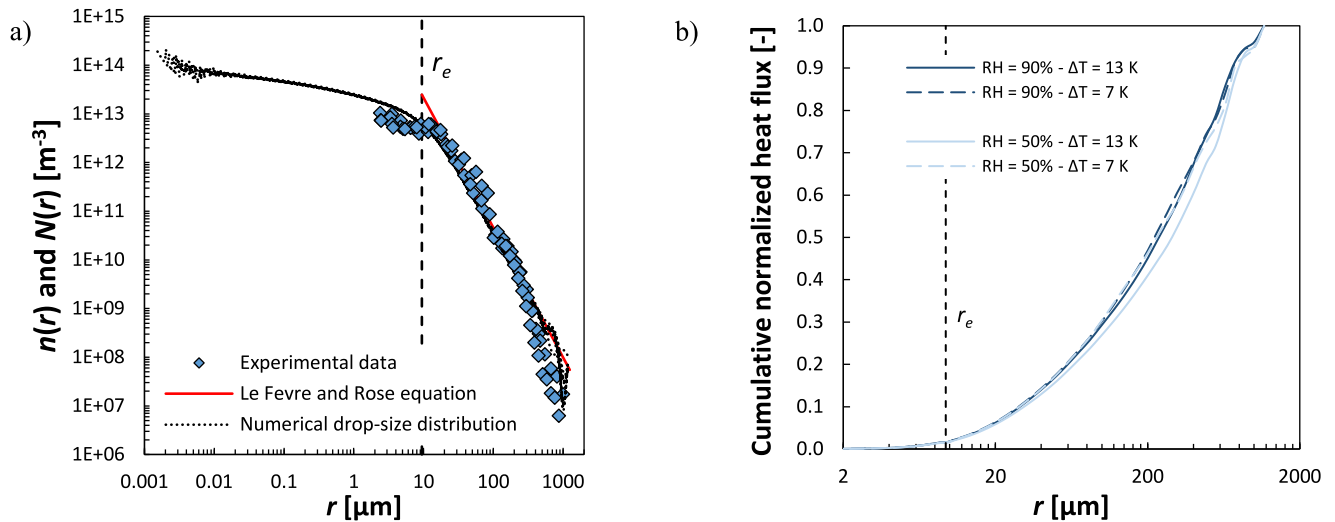 a)
n(r) and N(r) [m⁻³]
1E+15
1E+14
1E+13
1E+12
1E+11
1E+10
1E+09
1E+08
1E+07
1E+06
rₑ
Experimental data
Le Fevre and Rose equation
Numerical drop-size distribution
0.001 0.01 0.1 1 10 100 1000
r [μm]
b)
Cumulative normalized heat flux [-]
1.0
0.9
0.8
0.7
0.6
0.5
0.4
0.3
0.2
0.1
0.0
RH = 90% - ΔT = 13 K
RH = 90% - ΔT = 7 K
RH = 50% - ΔT = 13 K
RH = 50% - ΔT = 7 K
rₑ
2 20 200 2000
r [μm]